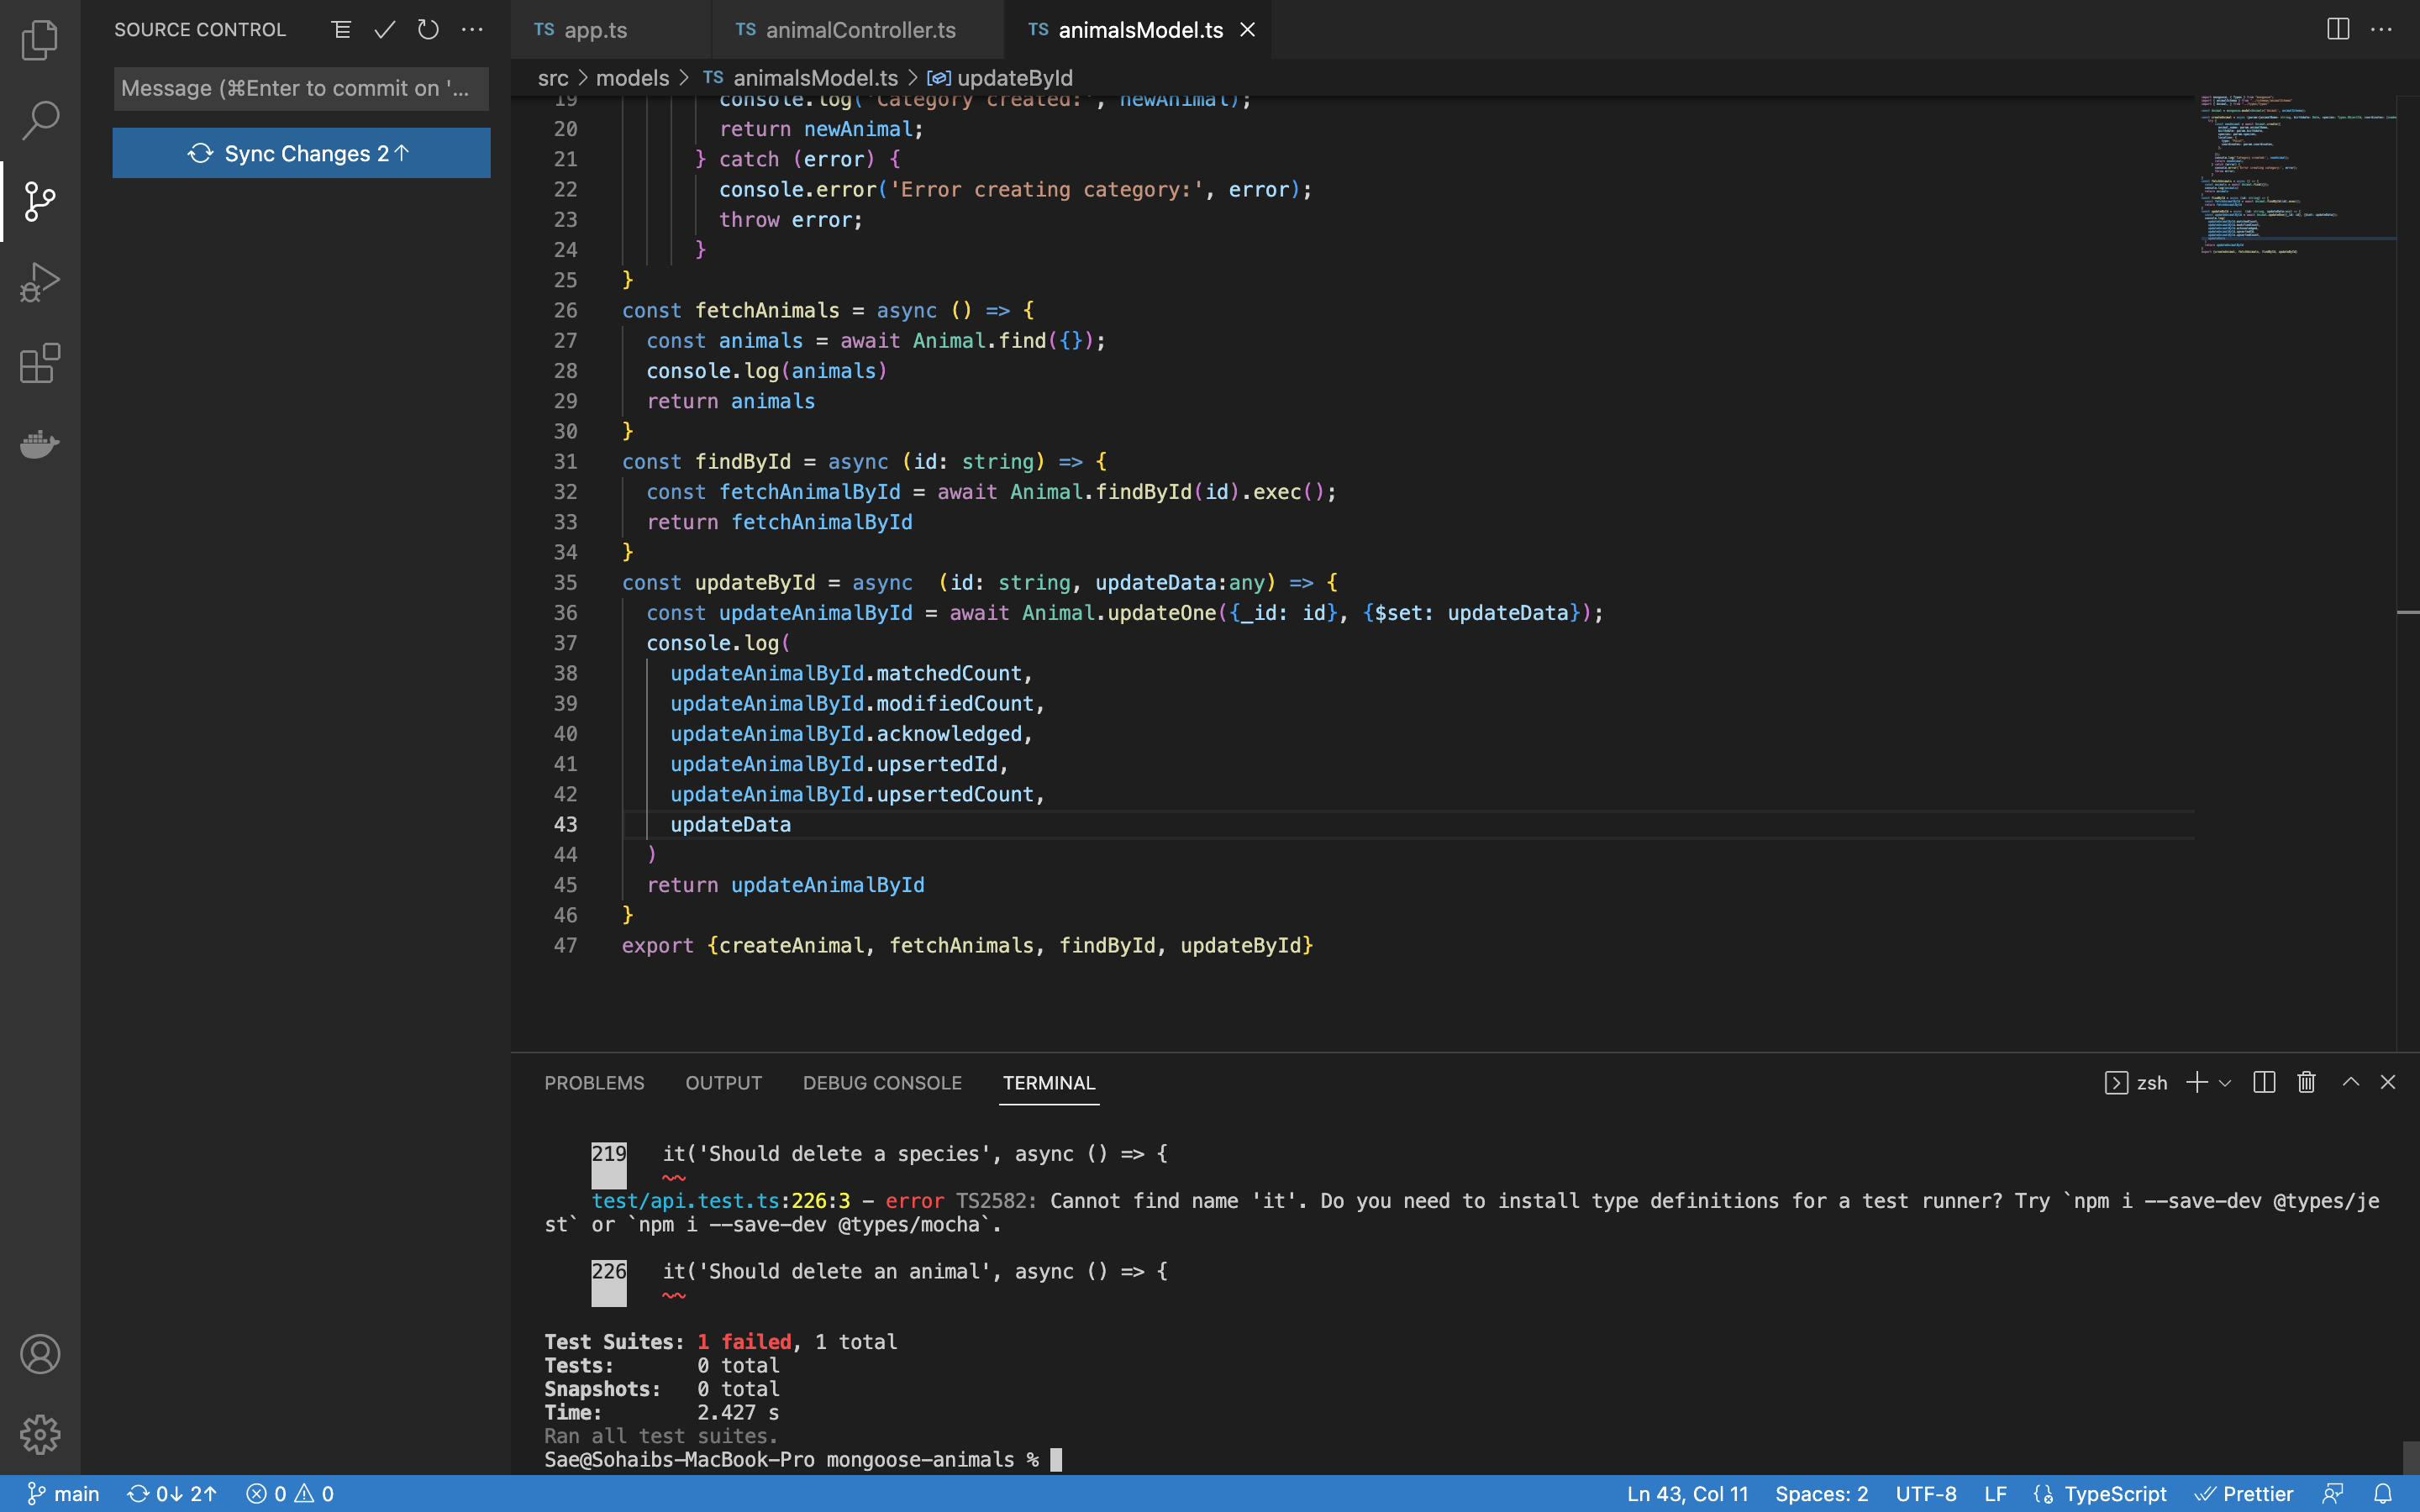 SOURCE CONTROL
Message (⌘Enter to commit on '...
Sync Changes 2↑
TS app.ts
TS animalController.ts
TS animalsModel.ts
src > models > TS animalsModel.ts > updateById
19 console.log('Category created:', newAnimal);
20 return newAnimal;
21 } catch (error) {
22 console.error('Error creating category:', error);
23 throw error;
24 }
25 }
26 const fetchAnimals = async () => {
27 const animals = await Animal.find({});
28 console.log(animals)
29 return animals
30 }
31 const findById = async (id: string) => {
32 const fetchAnimalById = await Animal.findById(id).exec();
33 return fetchAnimalById
34 }
35 const updateById = async  (id: string, updateData:any) => {
36 const updateAnimalById = await Animal.updateOne({_id: id}, {$set: updateData});
37 console.log(
38 updateAnimalById.matchedCount,
39 updateAnimalById.modifiedCount,
40 updateAnimalById.acknowledged,
41 updateAnimalById.upsertedId,
42 updateAnimalById.upsertedCount,
43 updateData
44 )
45 return updateAnimalById
46 }
47 export {createAnimal, fetchAnimals, findById, updateById}
PROBLEMS OUTPUT DEBUG CONSOLE TERMINAL
zsh
219 it('Should delete a species', async () => {
~~
test/api.test.ts:226:3 - error TS2582: Cannot find name 'it'. Do you need to install type definitions for a test runner? Try `npm i --save-dev @types/je
st` or `npm i --save-dev @types/mocha`.
226 it('Should delete an animal', async () => {
~~
Test Suites: 1 failed, 1 total
Tests: 0 total
Snapshots: 0 total
Time: 2.427 s
Ran all test suites.
Sae@Sohaibs-MacBook-Pro mongoose-animals %
main 0↓ 2↑ 0 0 Ln 43, Col 11 Spaces: 2 UTF-8 LF TypeScript Prettier